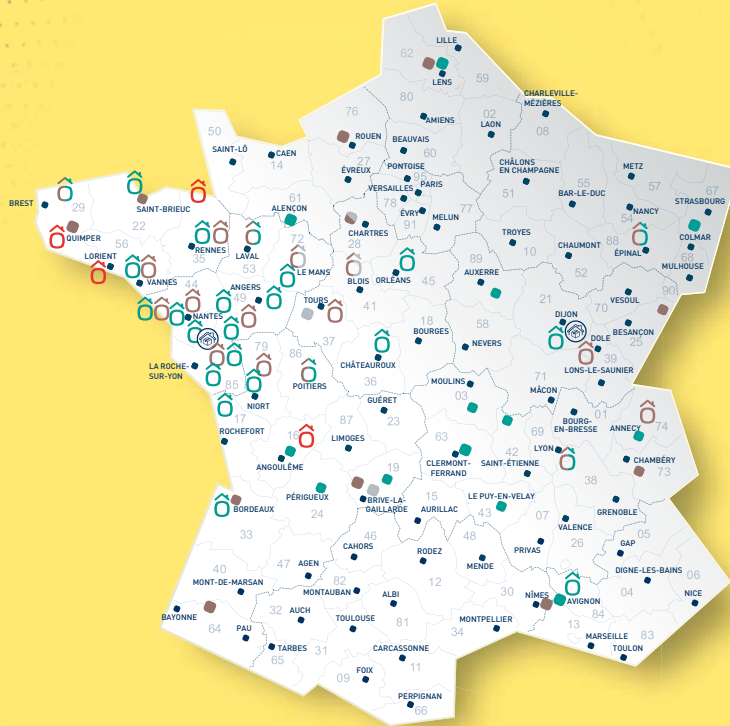 LILLE
62
LENS
59
CHARLEVILLE-
MÉZIÈRES
80
76
02
08
AMIENS
LAON
50
ROUEN
BEAUVAIS
SAINT-LÔ
CAEN
14
27
60
ÉVREUX
PONTOISE
95
CHÂLONS
EN CHAMPAGNE
METZ
VERSAILLES
PARIS
51
55
57
67
BAR-LE-DUC
STRASBOURG
61
78
ALENÇON
ÉVRY
91
MELUN
77
54
NANCY
BREST
29
SAINT-BRIEUC
22
CHARTRES
28
TROYES
10
CHAUMONT
88
ÉPINAL
COLMAR
68
QUIMPER
56
RENNES
35
LAVAL
53
72
LE MANS
LORIENT
VANNES
BLOIS
ORLÉANS
45
89
AUXERRE
52
MULHOUSE
90
44
ANGERS
49
TOURS
41
21
70
VESOUL
NANTES
DIJON
25
BESANÇON
37
18
BOURGES
58
NEVERS
DOLE
39
LONS-LE-SAUNIER
LA ROCHE-
SUR-YON
79
86
POITIERS
CHÂTEAUROUX
36
85
NIORT
MOULINS
03
71
MÂCON
17
ROCHEFORT
GUÉRET
23
01
BOURG-
EN-BRESSE
74
ANNECY
87
16
LIMOGES
63
69
LYON
42
ANGOULÊME
CLERMONT-
FERRAND
SAINT-ÉTIENNE
CHAMBÉRY
73
19
38
PÉRIGUEUX
24
BRIVE-LA-
GAILLARDE
15
AURILLAC
LE PUY-EN-VELAY
43
GRENOBLE
BORDEAUX
33
07
VALENCE
26
46
CAHORS
48
PRIVAS
05
GAP
47
AGEN
RODEZ
12
MENDE
DIGNE-LES-BAINS
40
MONT-DE-MARSAN
82
MONTAUBAN
ALBI
30
NÎMES
AVIGNON
84
04
06
NICE
BAYONNE
64
32
AUCH
TOULOUSE
81
MONTPELLIER
34
13
83
PAU
TARBES
65
31
CARCASSONNE
11
MARSEILLE
TOULON
09
FOIX
PERPIGNAN
66